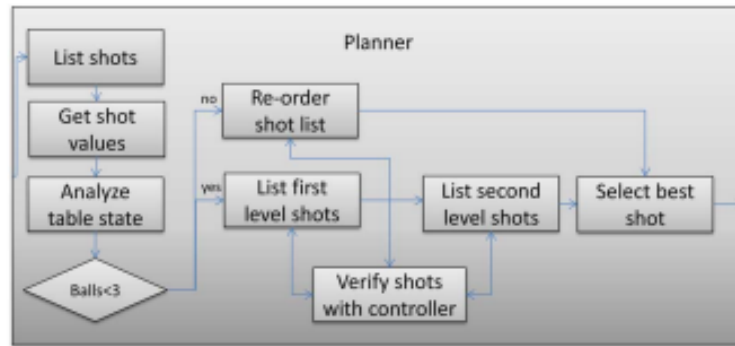 Planner
List shots
Get shot
values
Analyze
table state
Balls<3
no
Re-order
shot list
yes
List first
level shots
List second
level shots
Select best
shot
Verify shots
with controller